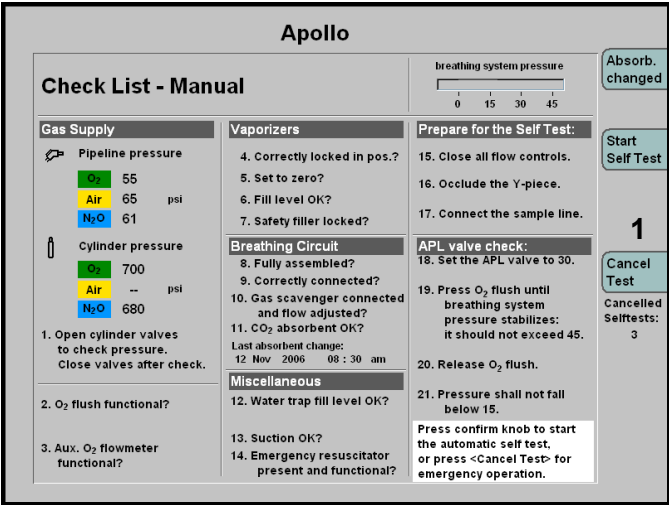 Apollo
Check List - Manual
breathing system pressure
0 15 30 45
Absorb.
changed
Start
Self Test
1
Cancel
Test
Cancelled
Selftests:
3
Gas Supply
Pipeline pressure
O₂ 55
Air 65 psi
N₂O 61
Cylinder pressure
O₂ 700
Air -- psi
N₂O 680
1. Open cylinder valves
to check pressure.
Close valves after check.
2. O₂ flush functional?
3. Aux. O₂ flowmeter
functional?
Vaporizers
4. Correctly locked in pos.?
5. Set to zero?
6. Fill level OK?
7. Safety filler locked?
Breathing Circuit
8. Fully assembled?
9. Correctly connected?
10. Gas scavenger connected
and flow adjusted?
11. CO₂ absorbent OK?
Last absorbent change:
12 Nov 2006 08 : 30 am
Miscellaneous
12. Water trap fill level OK?
13. Suction OK?
14. Emergency resuscitator
present and functional?
Prepare for the Self Test:
15. Close all flow controls.
16. Occlude the Y-piece.
17. Connect the sample line.
APL valve check:
18. Set the APL valve to 30.
19. Press O₂ flush until
breathing system
pressure stabilizes:
it should not exceed 45.
20. Release O₂ flush.
21. Pressure shall not fall
below 15.
Press confirm knob to start
the automatic self test,
or press <Cancel Test> for
emergency operation.